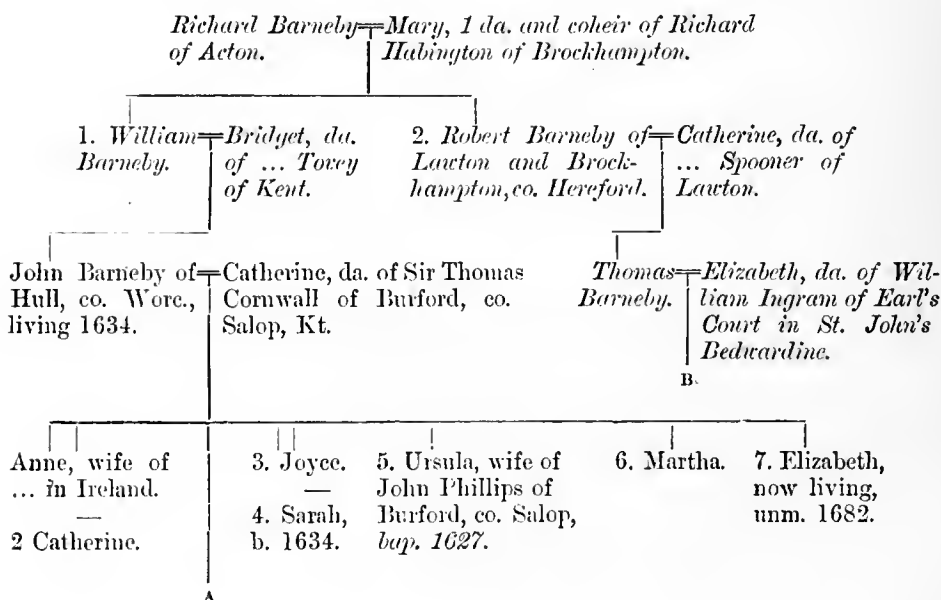 Richard Barneby=Mary, 1 da. and coheir of Richard
of Acton. Habington of Brockhampton.
1. William=Bridget, da.
Barneby. of ... Tovey
of Kent.
2. Robert Barneby of=Catherine, da. of
Lawton and Brock- ... Spooner of
hampton, co. Hereford. Lawton.
John Barneby of=Catherine, da. of Sir Thomas
Hull, co. Worc., Cornwall of Burford, co.
living 1634. Salop, Kt.
Thomas=Elizabeth, da. of Wil-
Barneby. liam Ingram of Earl's
Court in St. John's
Bedwardine.
B.
Anne, wife of
... in Ireland.
—
2 Catherine.
3. Joyce.
—
4. Sarah,
b. 1634.
5. Ursula, wife of
John Phillips of
Burford, co. Salop,
bap. 1627.
6. Martha.
7. Elizabeth,
now living,
unm. 1682.
A